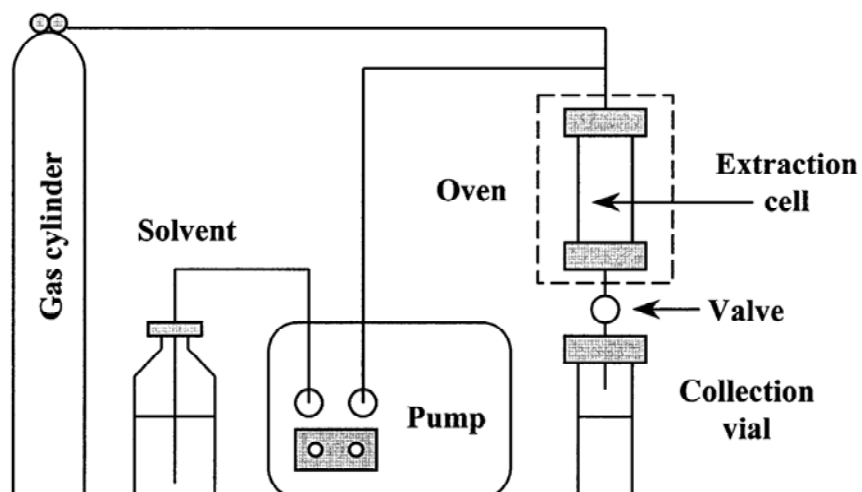 Gas cylinder
Solvent
Pump
Oven
Extraction
cell
Valve
Collection
vial